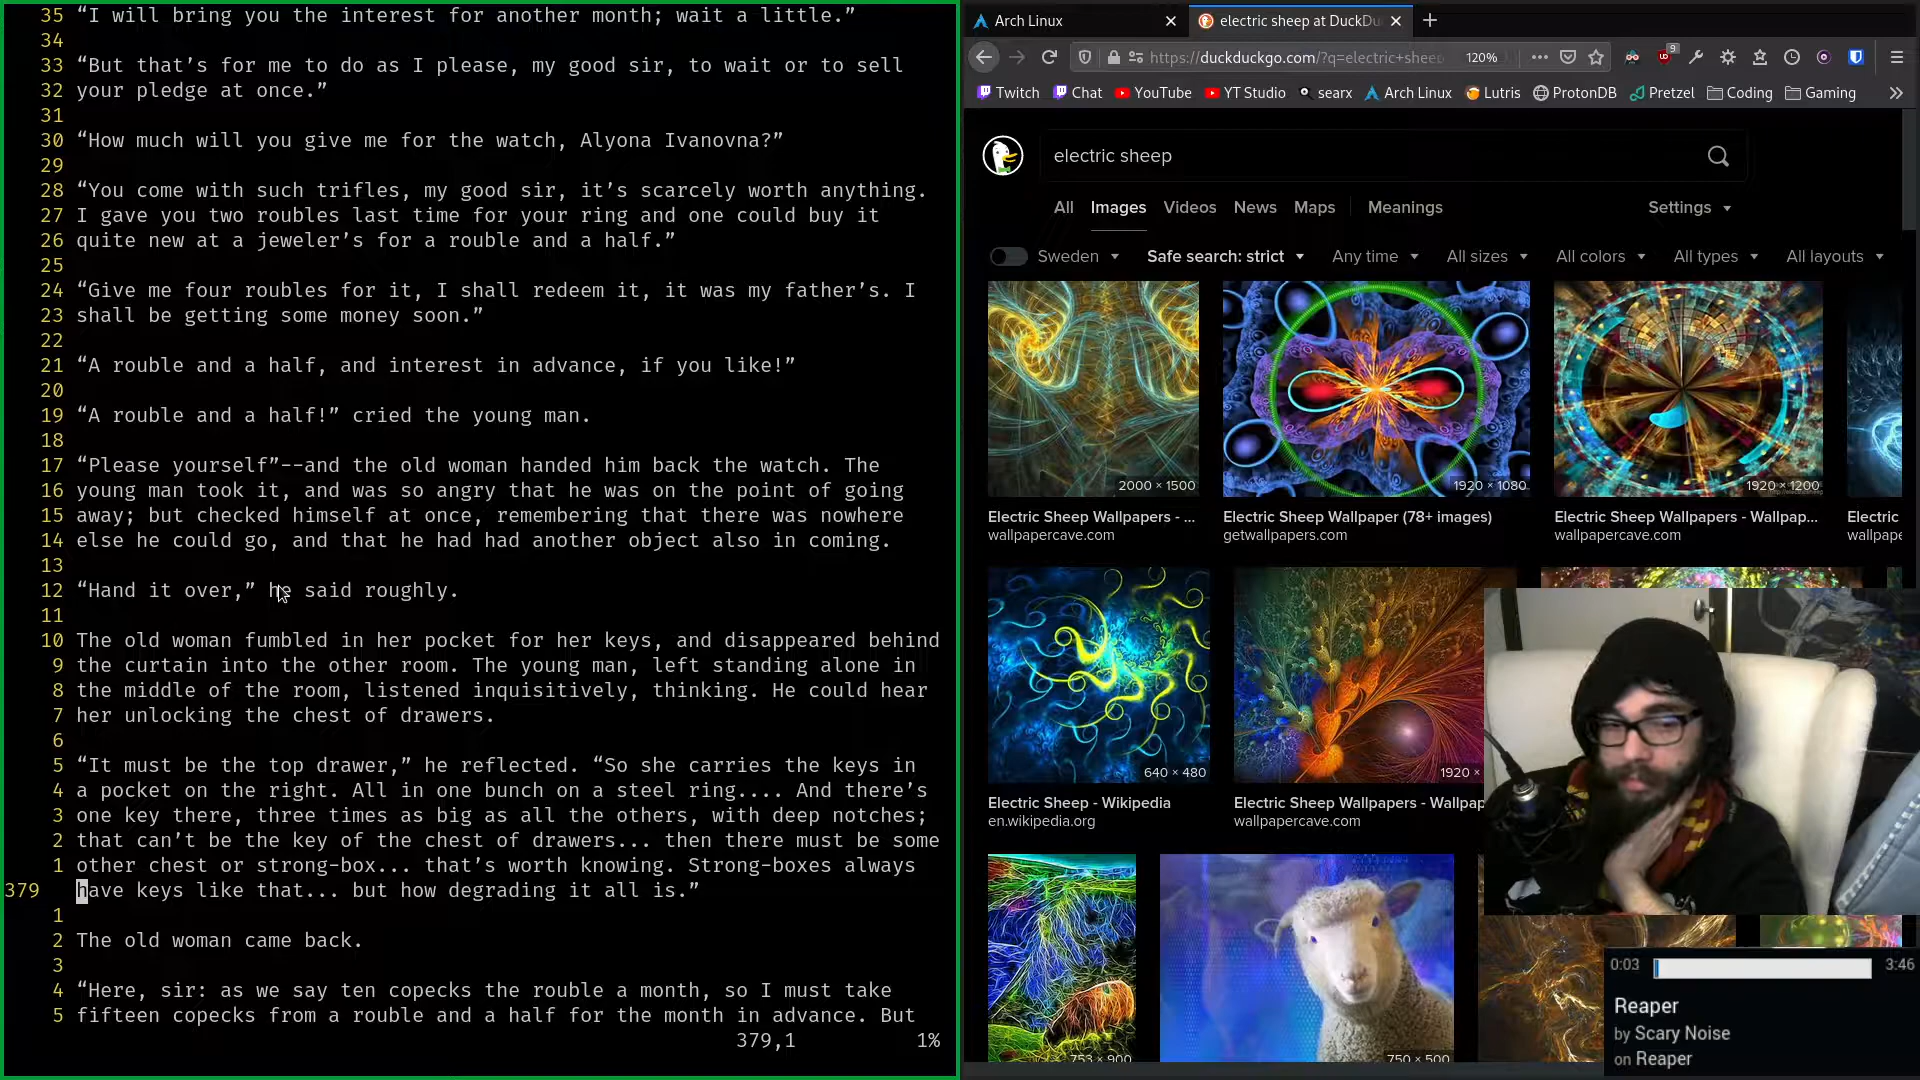 35 “I will bring you the interest for another month; wait a little.”
34
33 “But that’s for me to do as I please, my good sir, to wait or to sell
32 your pledge at once.”
31
30 “How much will you give me for the watch, Alyona Ivanovna?”
29
28 “You come with such trifles, my good sir, it’s scarcely worth anything.
27 I gave you two roubles last time for your ring and one could buy it
26 quite new at a jeweler’s for a rouble and a half.”
25
24 “Give me four roubles for it, I shall redeem it, it was my father’s. I
23 shall be getting some money soon.”
22
21 “A rouble and a half, and interest in advance, if you like!”
20
19 “A rouble and a half!” cried the young man.
18
17 “Please yourself”--and the old woman handed him back the watch. The
16 young man took it, and was so angry that he was on the point of going
15 away; but checked himself at once, remembering that there was nowhere
14 else he could go, and that he had had another object also in coming.
13
12 “Hand it over,” he said roughly.
11
10 The old woman fumbled in her pocket for her keys, and disappeared behind
9 the curtain into the other room. The young man, left standing alone in
8 the middle of the room, listened inquisitively, thinking. He could hear
7 her unlocking the chest of drawers.
6
5 “It must be the top drawer,” he reflected. “So she carries the keys in
4 a pocket on the right. All in one bunch on a steel ring.... And there’s
3 one key there, three times as big as all the others, with deep notches;
2 that can’t be the key of the chest of drawers... then there must be some
1 other chest or strong-box... that’s worth knowing. Strong-boxes always
379 have keys like that... but how degrading it all is.”
1
2 The old woman came back.
3
4 “Here, sir: as we say ten copecks the rouble a month, so I must take
5 fifteen copecks from a rouble and a half for the month in advance. But
379,1 1%
Arch Linux
electric sheep at DuckDu
https://duckduckgo.com/?q=electric+sheep 120% 9
Twitch Chat YouTube YT Studio searx Arch Linux Lutris ProtonDB Pretzel Coding Gaming
electric sheep
All Images Videos News Maps Meanings Settings
Sweden Safe search: strict Any time All sizes All colors All types All layouts
2000 × 1500 1920 × 1080 1920 × 1200
Electric Sheep Wallpapers - ... Electric Sheep Wallpaper (78+ images) Electric Sheep Wallpapers - Wallpap... Electric
wallpapercave.com getwallpapers.com wallpapercave.com wallpape
640 × 480 1920 ×
Electric Sheep - Wikipedia Electric Sheep Wallpapers - Wallpap
en.wikipedia.org wallpapercave.com
753 × 900 750 × 500
0:03 3:46
Reaper
by Scary Noise
on Reaper